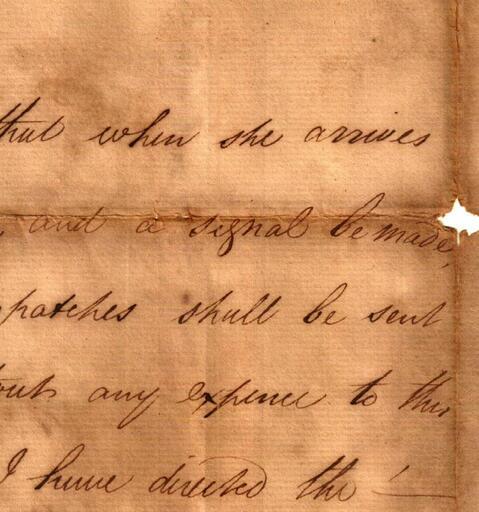 that when she arrives
, and a signal be made,
patches shall be sent
out any expence to this
I have directed the